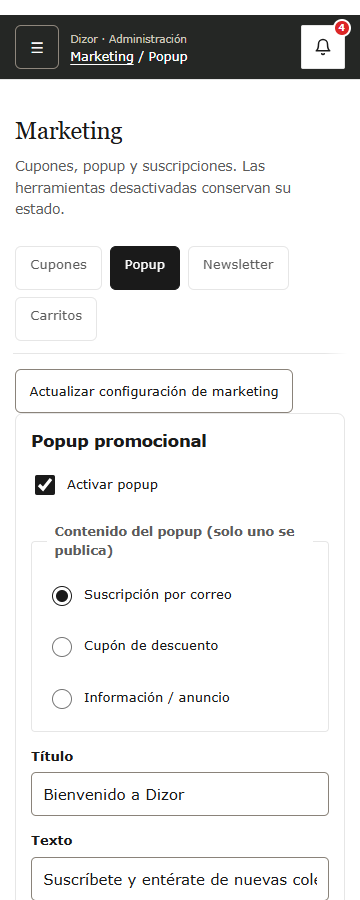 Dizor · Administración
Marketing / Popup
4
Marketing
Cupones, popup y suscripciones. Las
herramientas desactivadas conservan su
estado.
Cupones
Popup
Newsletter
Carritos
Actualizar configuración de marketing
Popup promocional
Activar popup
Contenido del popup (solo uno se
publica)
Suscripción por correo
Cupón de descuento
Información / anuncio
Título
Bienvenido a Dizor
Texto
Suscríbete y entérate de nuevas cole